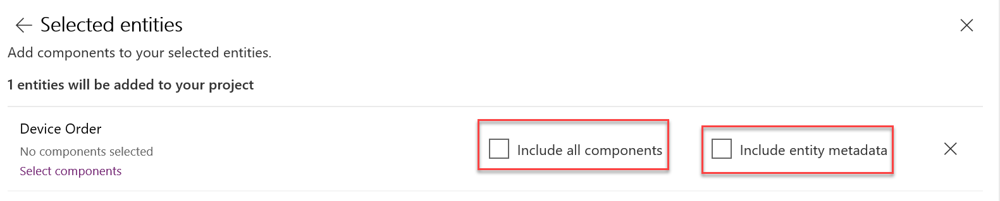 Selected entities
Add components to your selected entities.
1 entities will be added to your project
Device Order
No components selected
Select components
Include all components
Include entity metadata